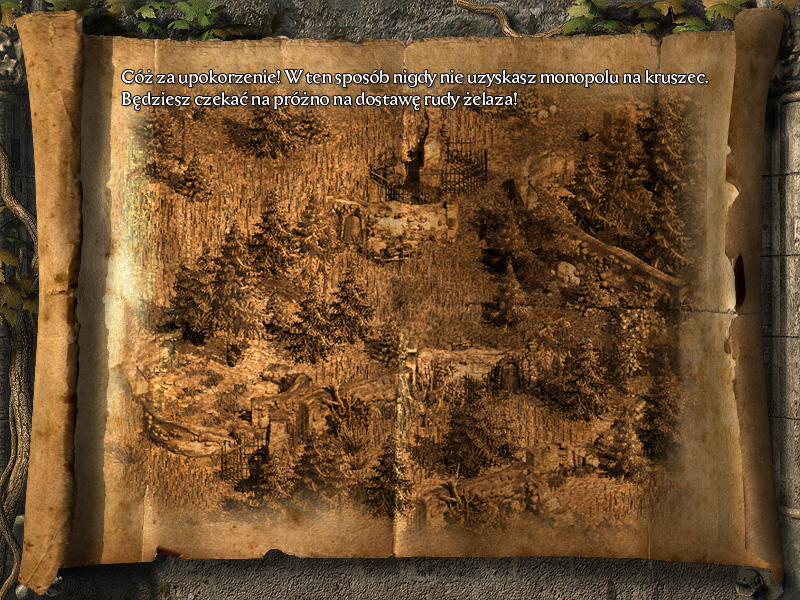 Cóż za upokorzenie! W ten sposób nigdy nie uzyskasz monopolu na kruszec.
Będziesz czekać na próżno na dostawę rudy żelaza!